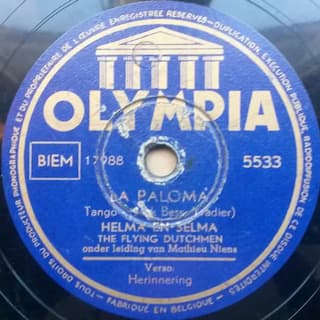 TOUS DROITS DU PRODUCTEUR PHONOGRAPHIQUE ET DU PROPRIETAIRE DE L'ŒUVRE ENREGISTREE RESERVES - DUPLICATION, EXECUTION PUBLIQUE, RADIODIFFUSION DE CE DISQUE INTERDITES
OLYMPIA
BIEM 17988 5533
LA PALOMA
Tango
HELMA EN SELMA
THE FLYING DUTCHMEN
onder leiding van Mathieu Niens
Verso:
Herinnering
FABRIQUÉ EN BELGIQUE